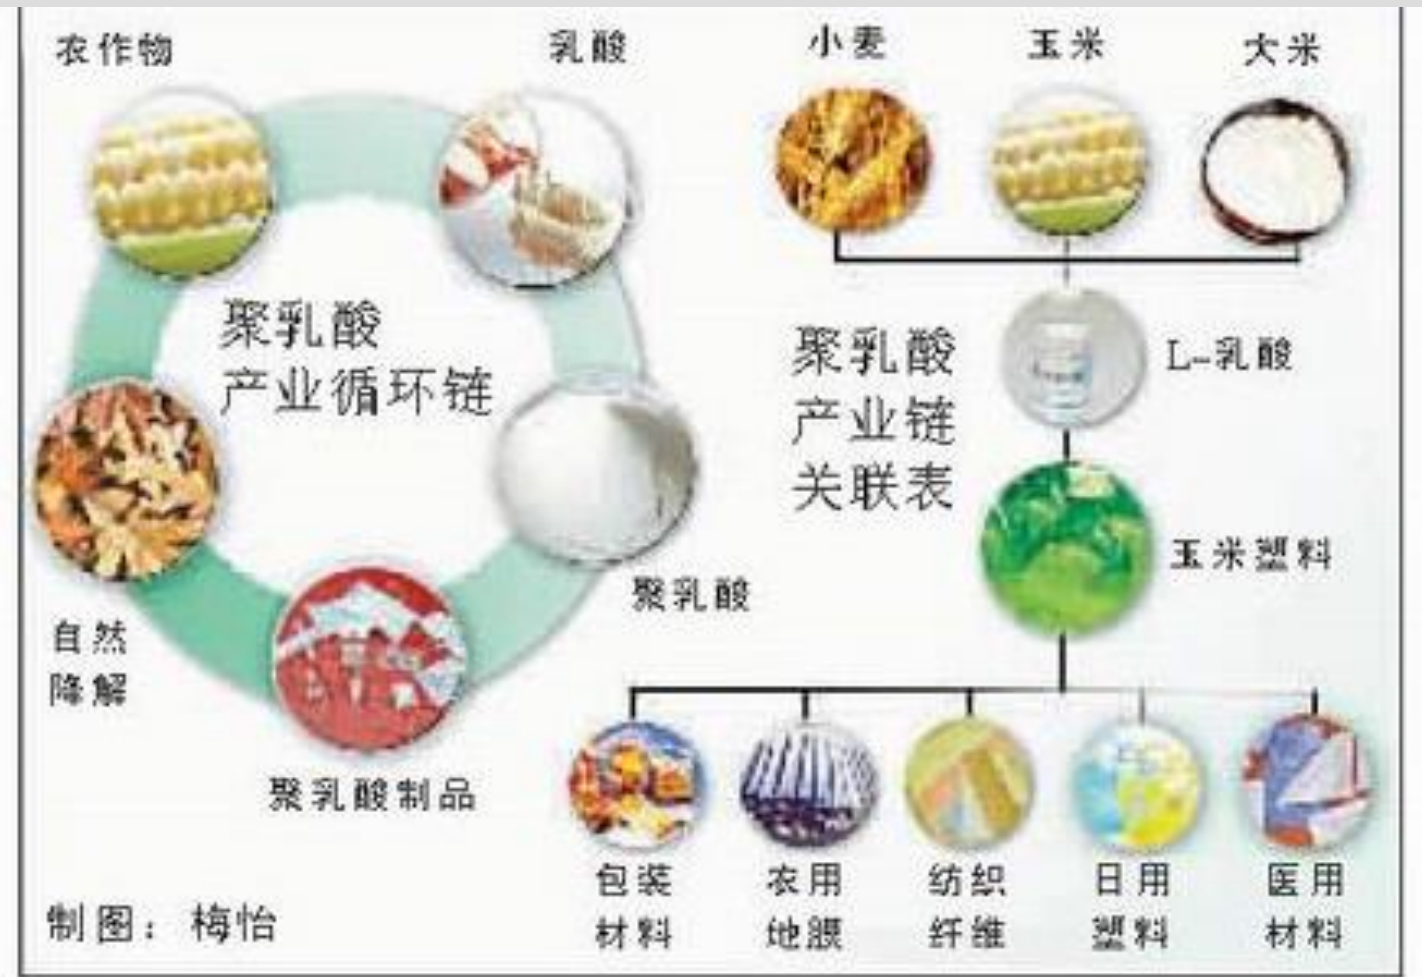 农作物
乳酸
聚乳酸
产业循环链
聚乳酸
自然
降解
聚乳酸制品
小麦
玉米
大米
聚乳酸
产业链
关联表
L-乳酸
玉米塑料
包装
材料
农用
地膜
纺织
纤维
日用
塑料
医用
材料
制图：梅怡